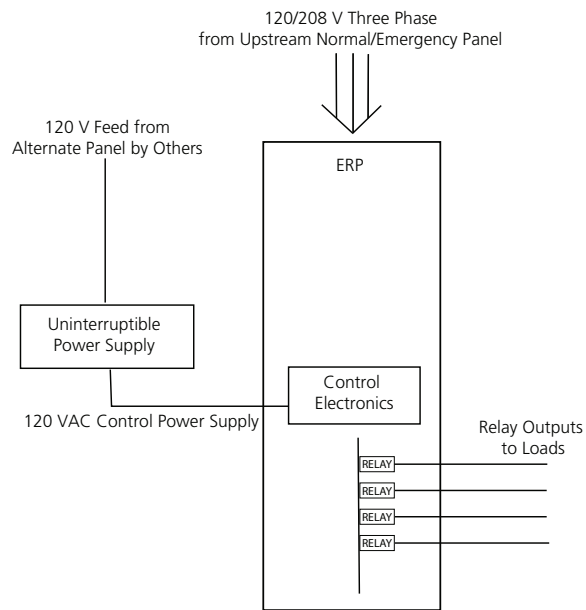 120/208 V Three Phase
from Upstream Normal/Emergency Panel
120 V Feed from
Alternate Panel by Others
ERP
Uninterruptible
Power Supply
Control
Electronics
120 VAC Control Power Supply
Relay Outputs
to Loads
RELAY
RELAY
RELAY
RELAY